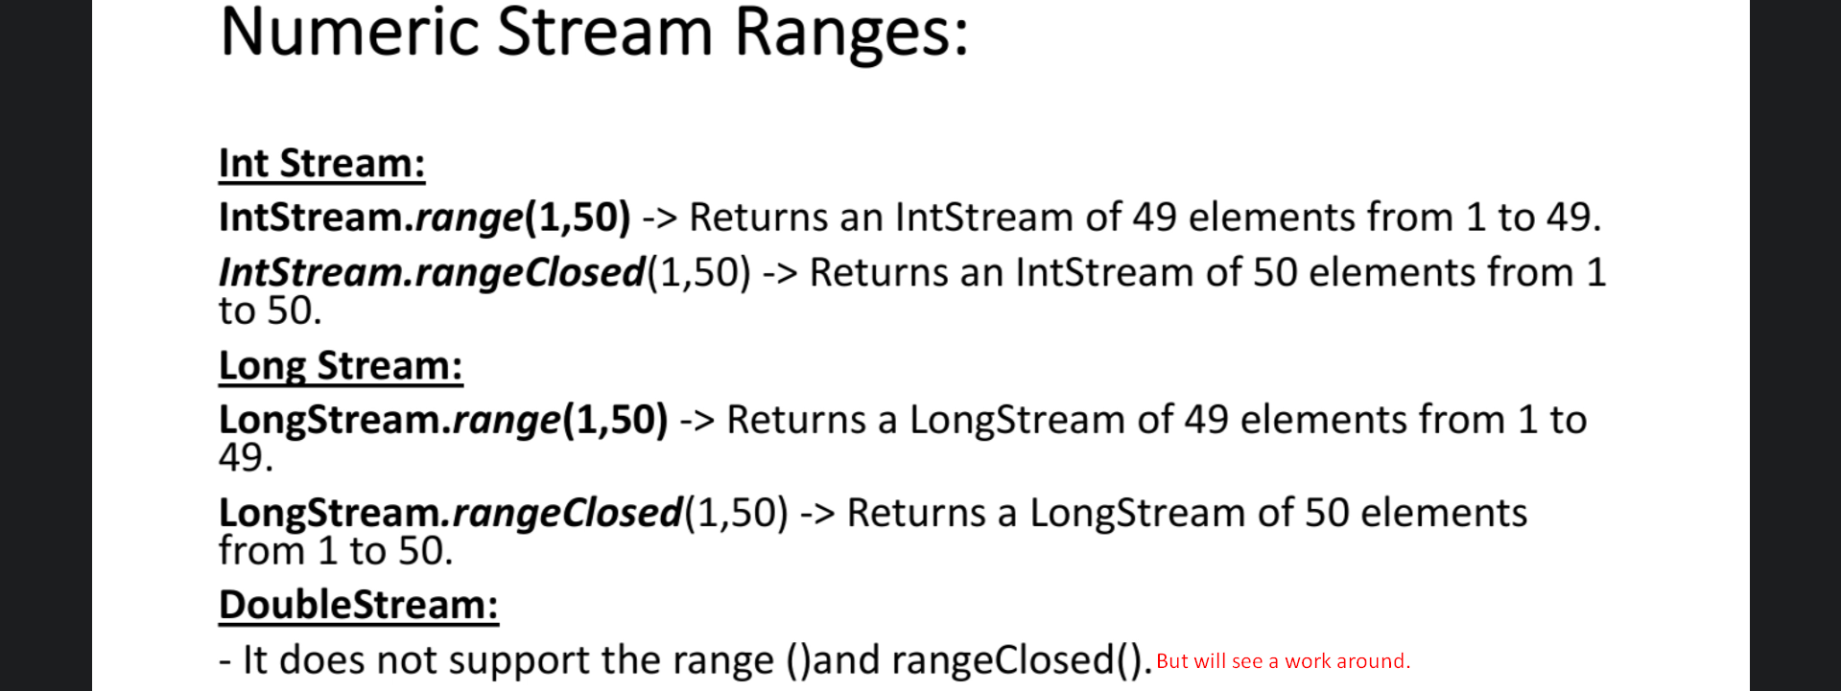 Numeric Stream Ranges:
Int Stream:
IntStream.range(1,50) -> Returns an IntStream of 49 elements from 1 to 49.
IntStream.rangeClosed(1,50) -> Returns an IntStream of 50 elements from 1
to 50.
Long Stream:
LongStream.range(1,50) -> Returns a LongStream of 49 elements from 1 to
49.
LongStream.rangeClosed(1,50) -> Returns a LongStream of 50 elements
from 1 to 50.
DoubleStream:
- It does not support the range ()and rangeClosed(). But will see a work around.